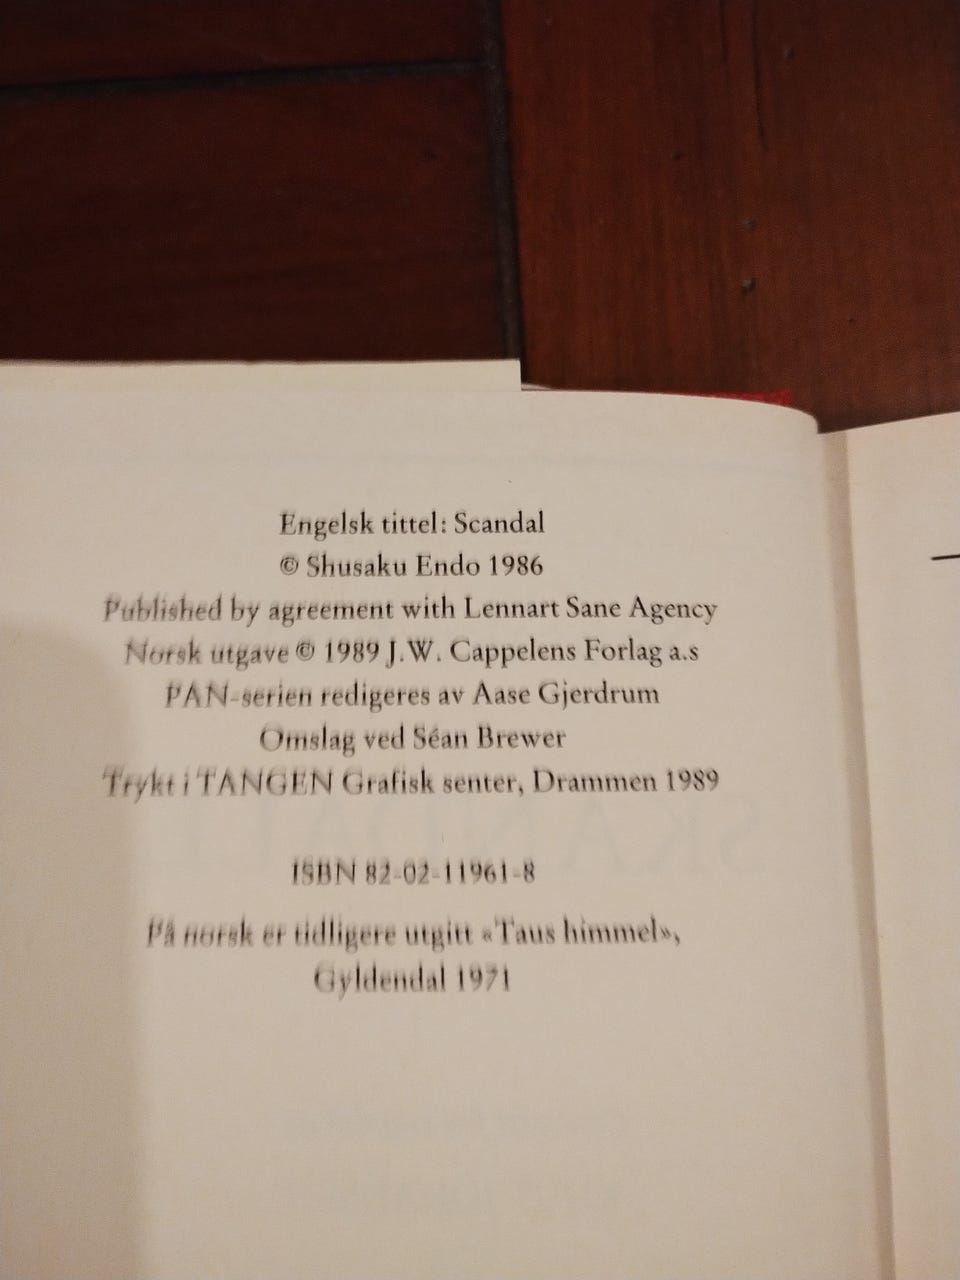 Engelsk tittel: Scandal
© Shusaku Endo 1986
Published by agreement with Lennart Sane Agency
Norsk utgave © 1989 J.W. Cappelens Forlag a.s
PAN-serien redigeres av Aase Gjerdrum
Omslag ved Séan Brewer
Trykt i TANGEN Grafisk senter, Drammen 1989
ISBN 82-02-11961-8
På norsk er tidligere utgitt «Taus himmel»,
Gyldendal 1971